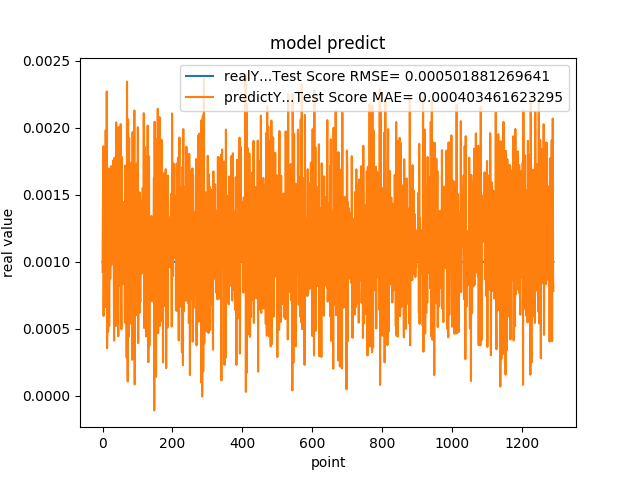 model predict
realY...Test Score RMSE= 0.000501881269641
predictY...Test Score MAE= 0.000403461623295
0.0025
0.0020
0.0015
0.0010
0.0005
0.0000
real value
0 200 400 600 800 1000 1200
point